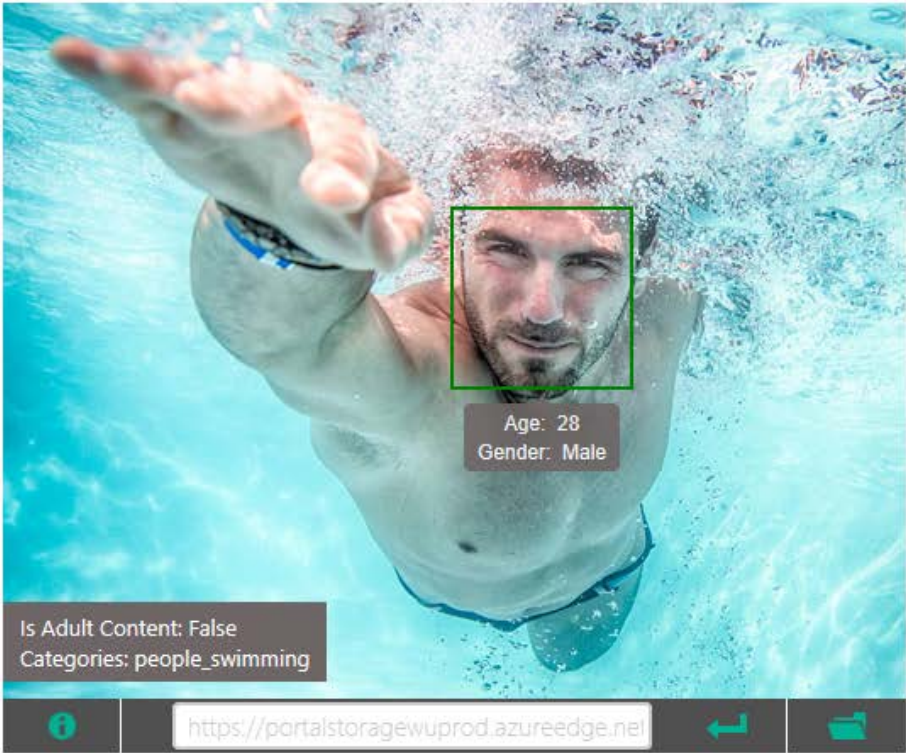 Age: 28
Gender: Male
Is Adult Content: False
Categories: people_swimming
https://portalstoragewuprod.azureedge.net